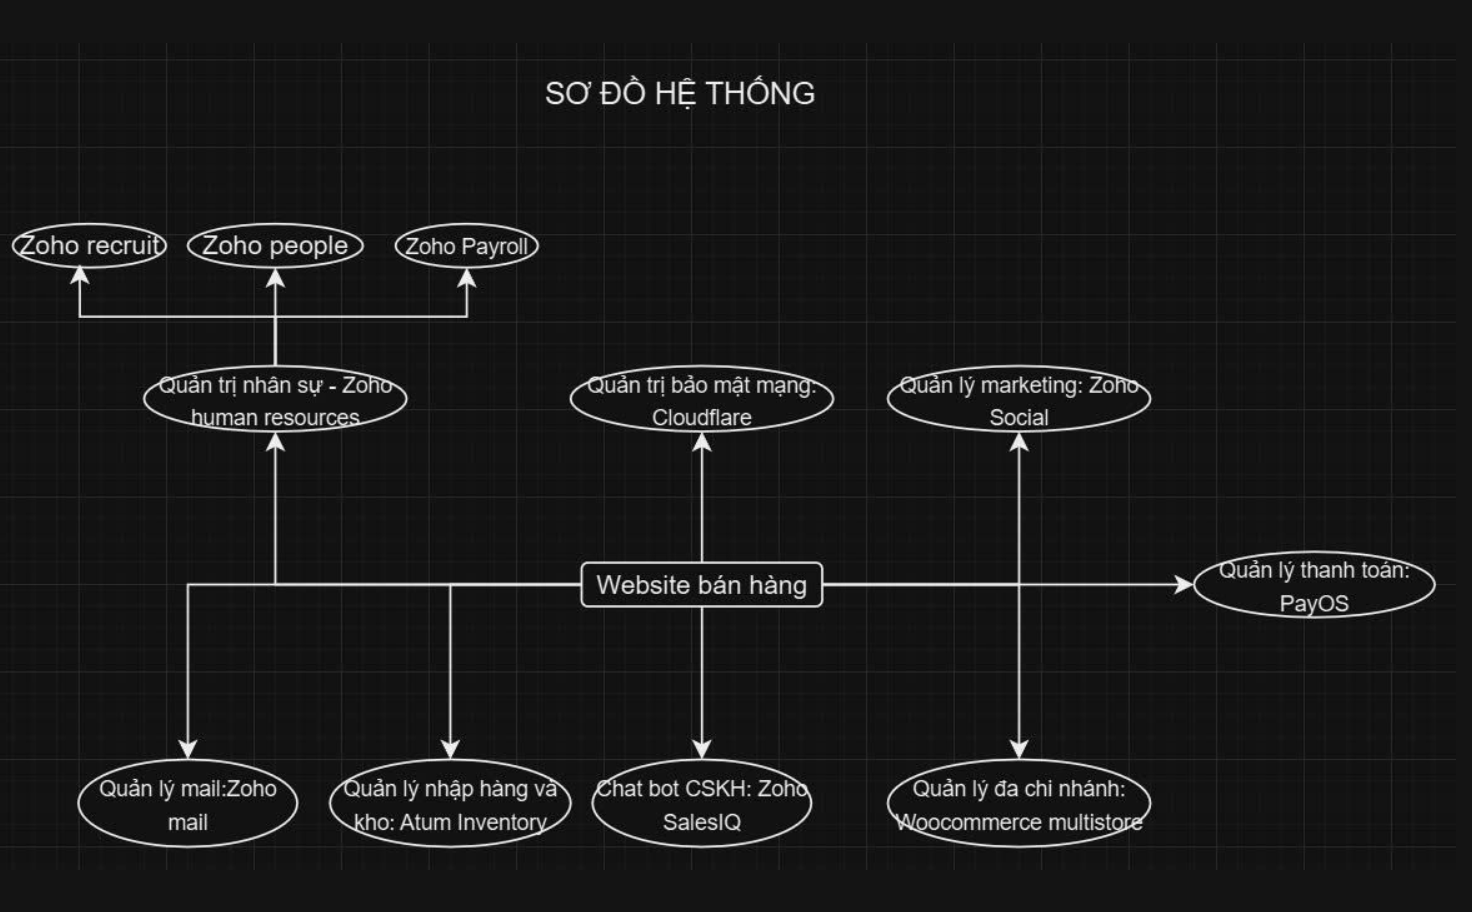 SƠ ĐỒ HỆ THỐNG
Zoho recruit
Zoho people
Zoho Payroll
Quản trị nhân sự - Zoho
human resources
Quản trị bảo mật mạng:
Cloudflare
Quản lý marketing: Zoho
Social
Website bán hàng
Quản lý thanh toán:
PayOS
Quản lý mail:Zoho
mail
Quản lý nhập hàng và
kho: Atum Inventory
Chat bot CSKH: Zoho
SalesIQ
Quản lý đa chi nhánh:
Woocommerce multistore